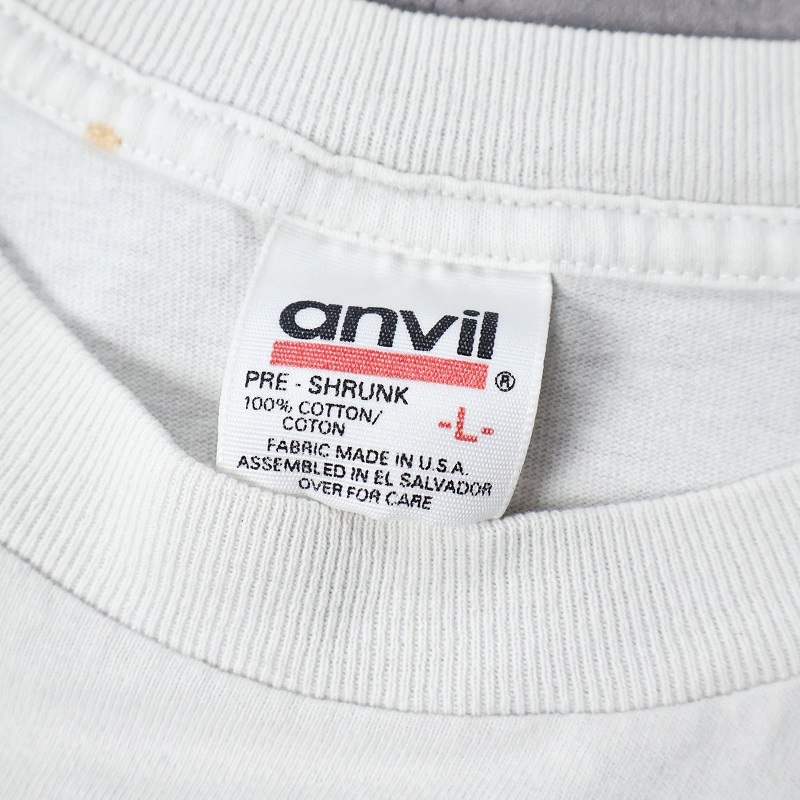 anvil®
PRE - SHRUNK
100% COTTON/
COTON
-L-
FABRIC MADE IN U.S.A.
ASSEMBLED IN EL SALVADOR
OVER FOR CARE